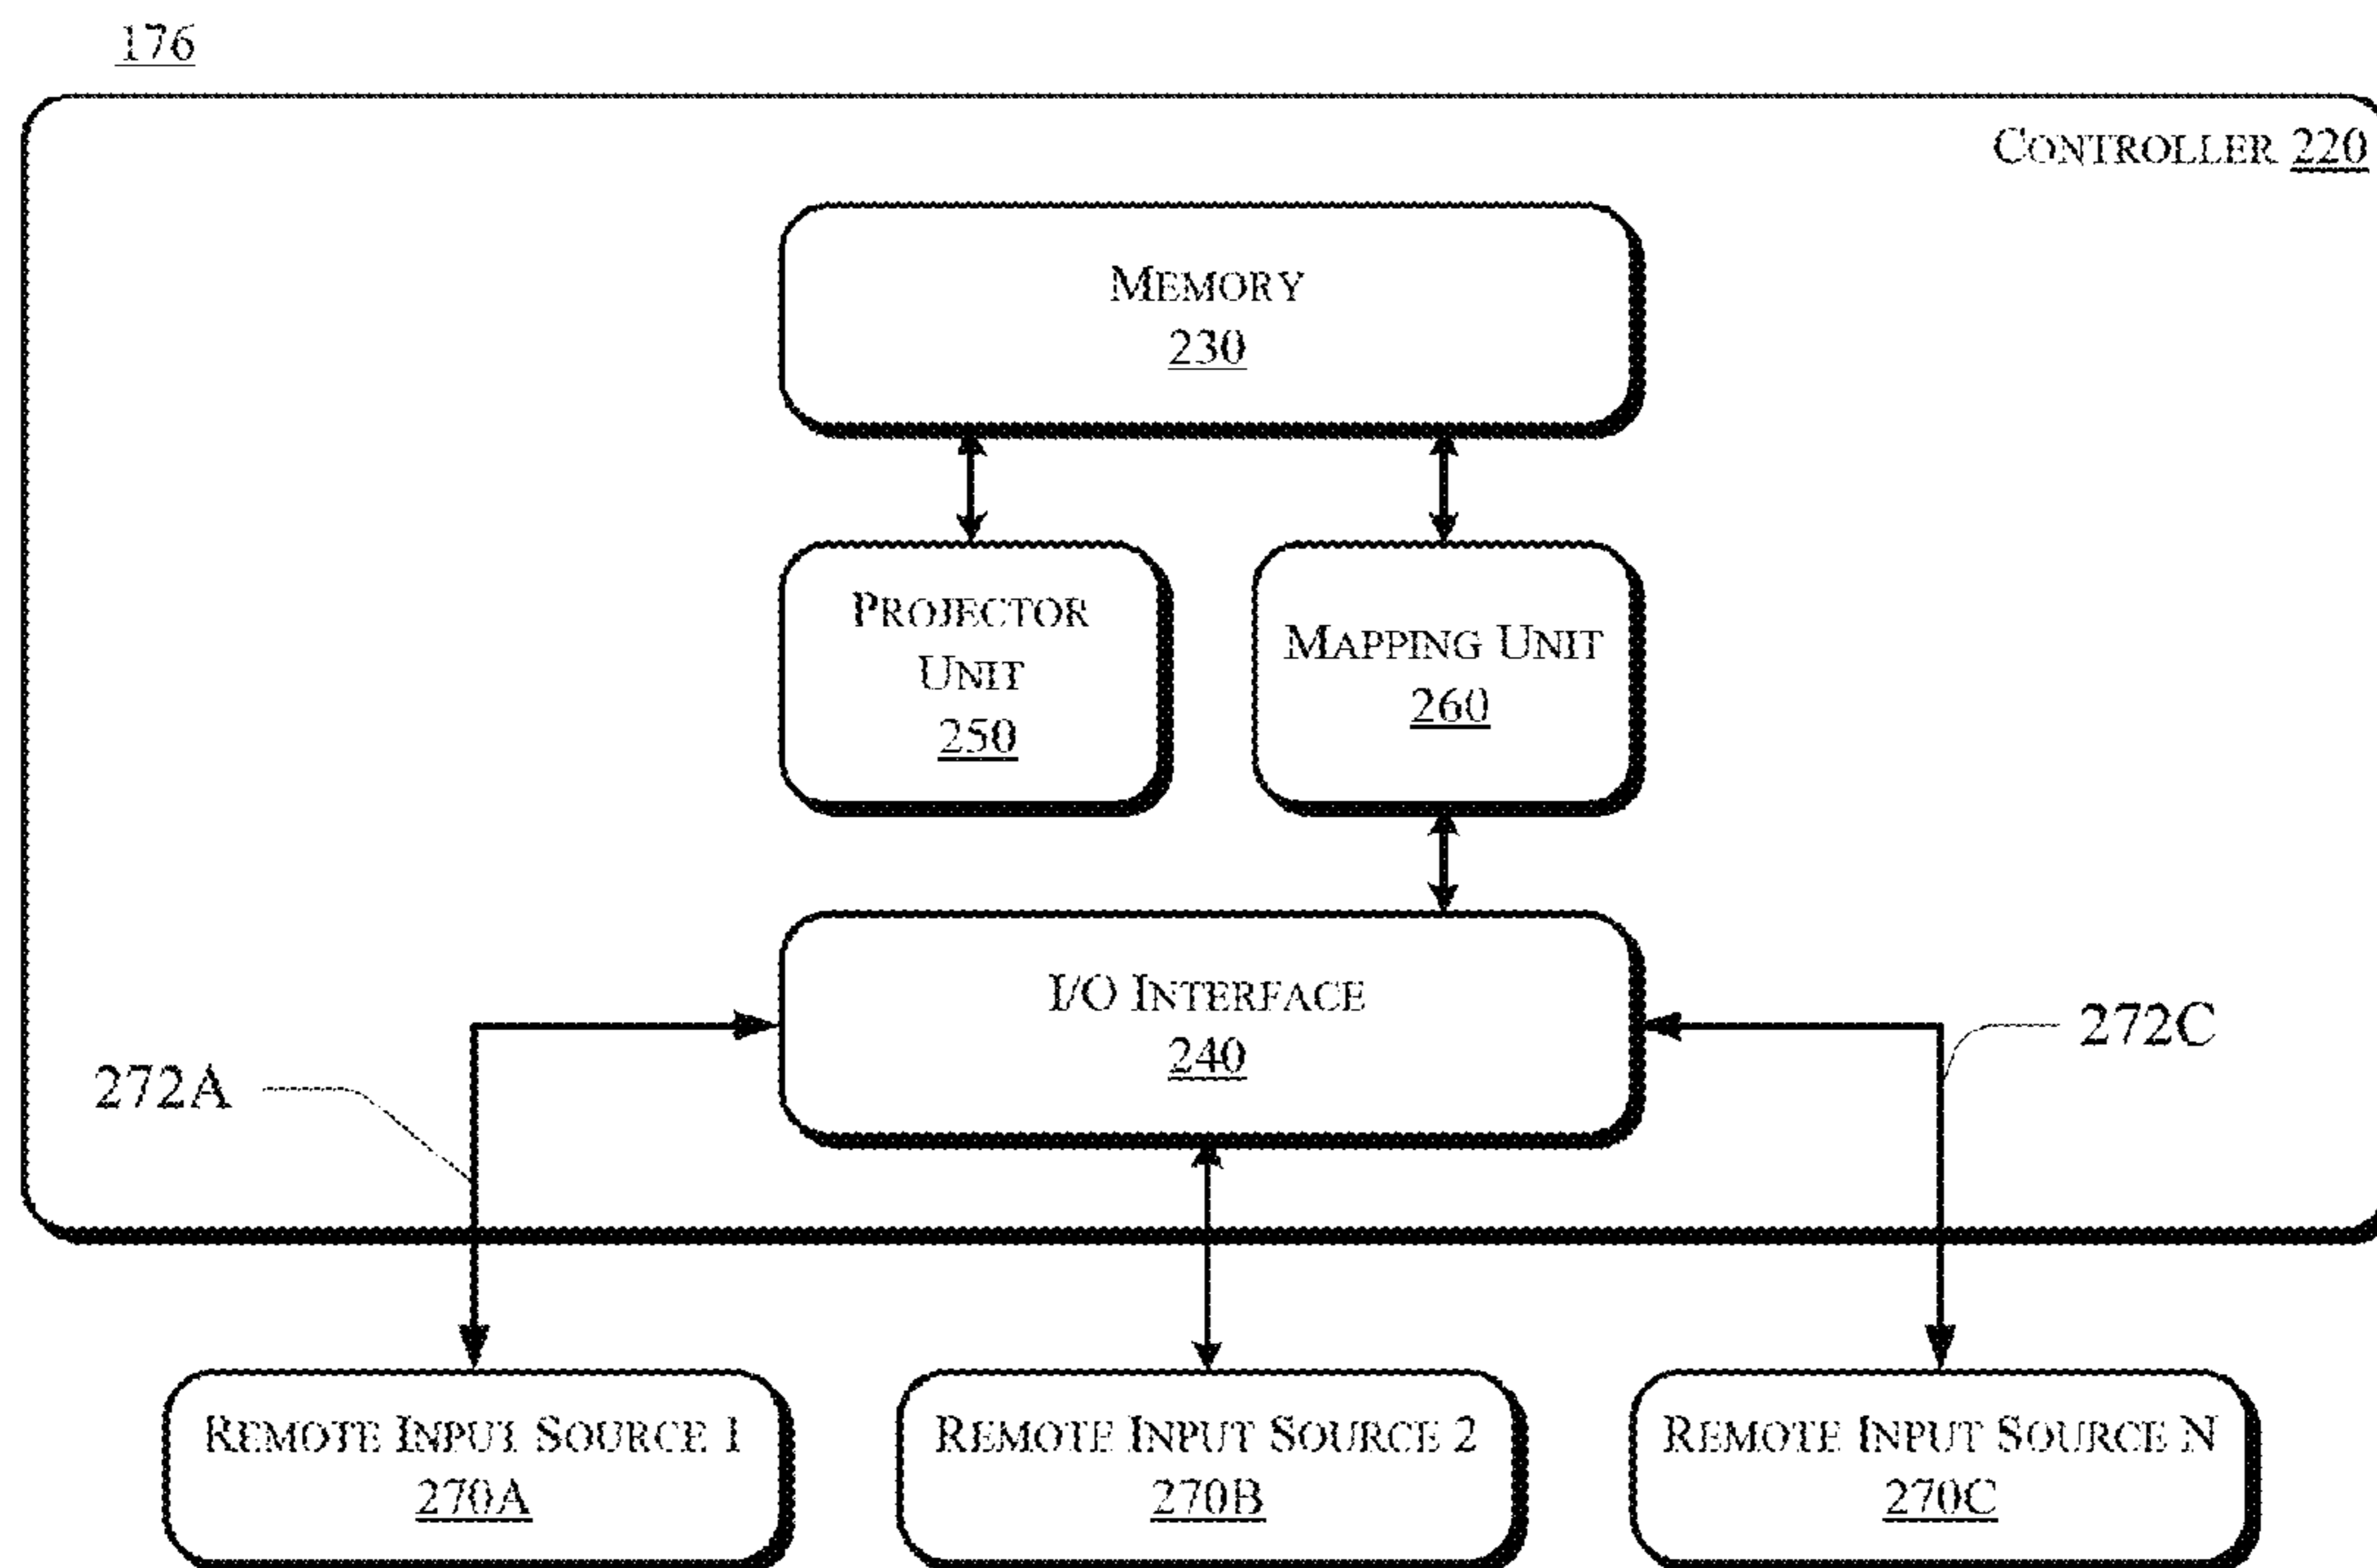 176
CONTROLLER 220
MEMORY
230
PROJECTOR
UNIT
250
MAPPING UNIT
260
I/O INTERFACE
240
272A
272C
REMOTE INPUT SOURCE 1
270A
REMOTE INPUT SOURCE 2
270B
REMOTE INPUT SOURCE N
270C